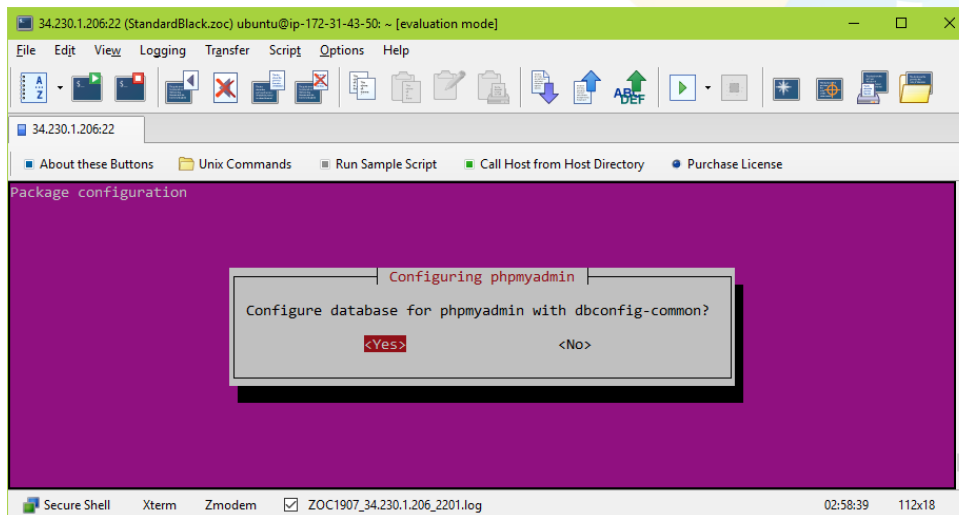 34.230.1.206:22 (StandardBlack.zoc) ubuntu@ip-172-31-43-50: ~ [evaluation mode]
File Edit View Logging Transfer Script Options Help
34.230.1.206:22
About these Buttons Unix Commands Run Sample Script Call Host from Host Directory Purchase License
Package configuration
Configuring phpmyadmin
Configure database for phpmyadmin with dbconfig-common?
<Yes> <No>
Secure Shell Xterm Zmodem ZOC1907_34.230.1.206_2201.log 02:58:39 112x18